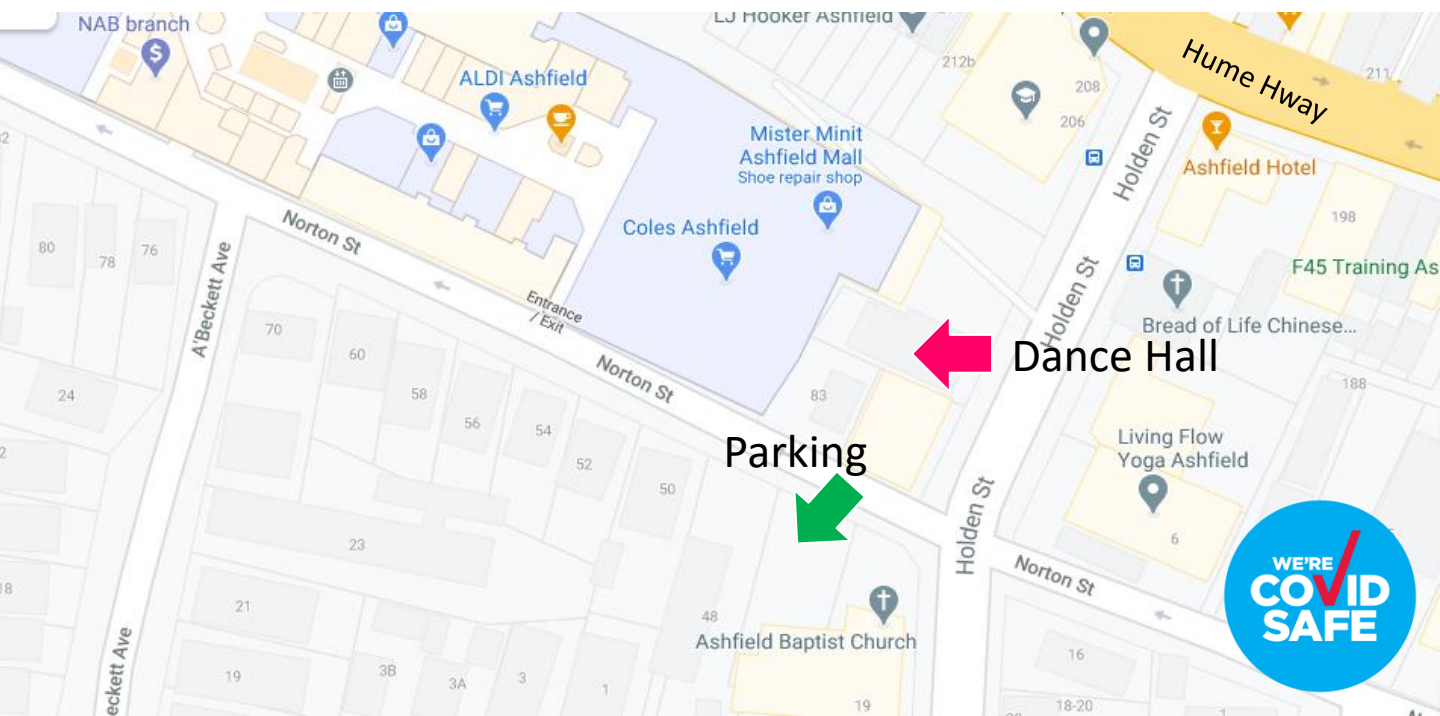 NAB branch
LJ Hooker Ashfield
Hume Hway
211
212b
208
206
ALDI Ashfield
Mister Minit
Ashfield Mall
Shoe repair shop
Holden St
Ashfield Hotel
198
Coles Ashfield
Norton St
80
78
76
A'Beckett Ave
F45 Training As
Holden St
Bread of Life Chinese...
Entrance
/ Exit
70
60
Norton St
Dance Hall
188
24
58
83
56
54
Living Flow
Yoga Ashfield
Parking
52
50
Holden St
23
6
Norton St
WE'RE
COVID
SAFE
18
21
48
Ashfield Baptist Church
16
eckett Ave
19
3B
3A
3
1
19
18-20